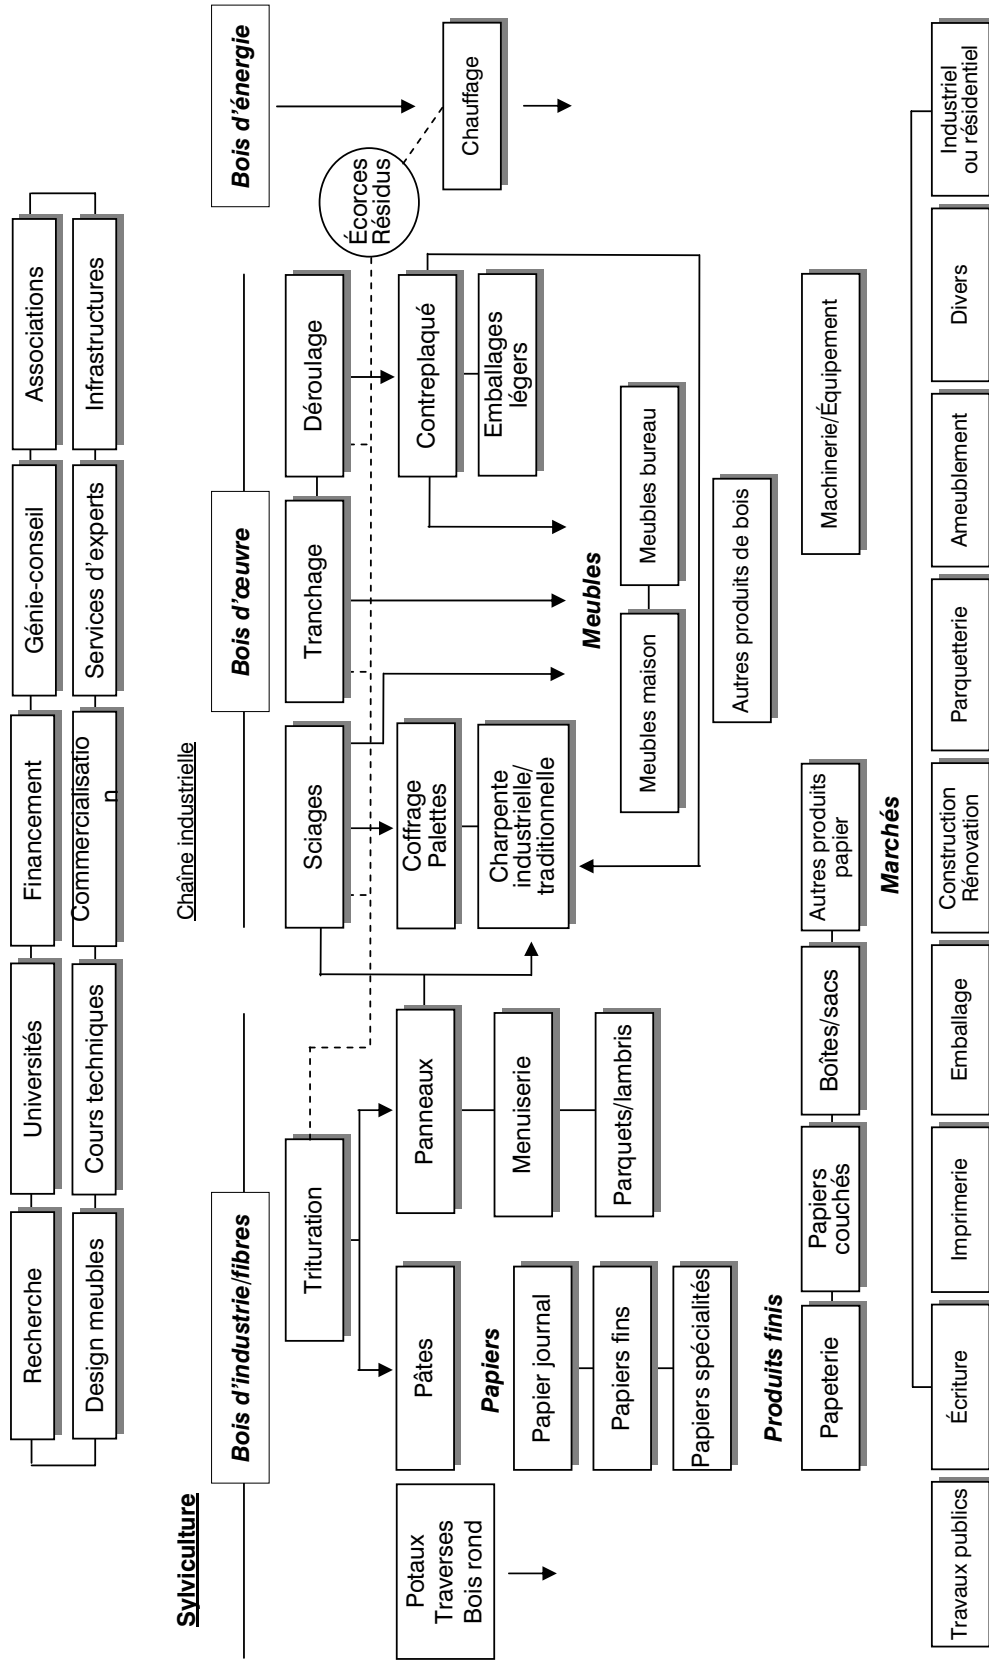 Recherche
Universités
Financement
Génie-conseil
Associations
Design meubles
Cours techniques
Commercialisatio
n
Services d'experts
Infrastructures
Sylviculture
Chaîne industrielle
Bois d'industrie/fibres
Bois d'œuvre
Bois d'énergie
Trituration
Sciages
Tranchage
Déroulage
Écorces
Résidus
Potaux
Traverses
Bois rond
Pâtes
Panneaux
Coffrage
Palettes
Contreplaqué
Chauffage
Papiers
Papier journal
Menuiserie
Charpente
industrielle/
traditionnelle
Emballages
légers
Papiers fins
Parquets/lambris
Meubles
Meubles maison
Meubles bureau
Papiers spécialités
Autres produits de bois
Produits finis
Papeterie
Papiers
couchés
Boîtes/sacs
Autres produits
papier
Machinerie/Équipement
Marchés
Travaux publics
Écriture
Imprimerie
Emballage
Construction
Rénovation
Parquetterie
Ameublement
Divers
Industriel
ou résidentiel